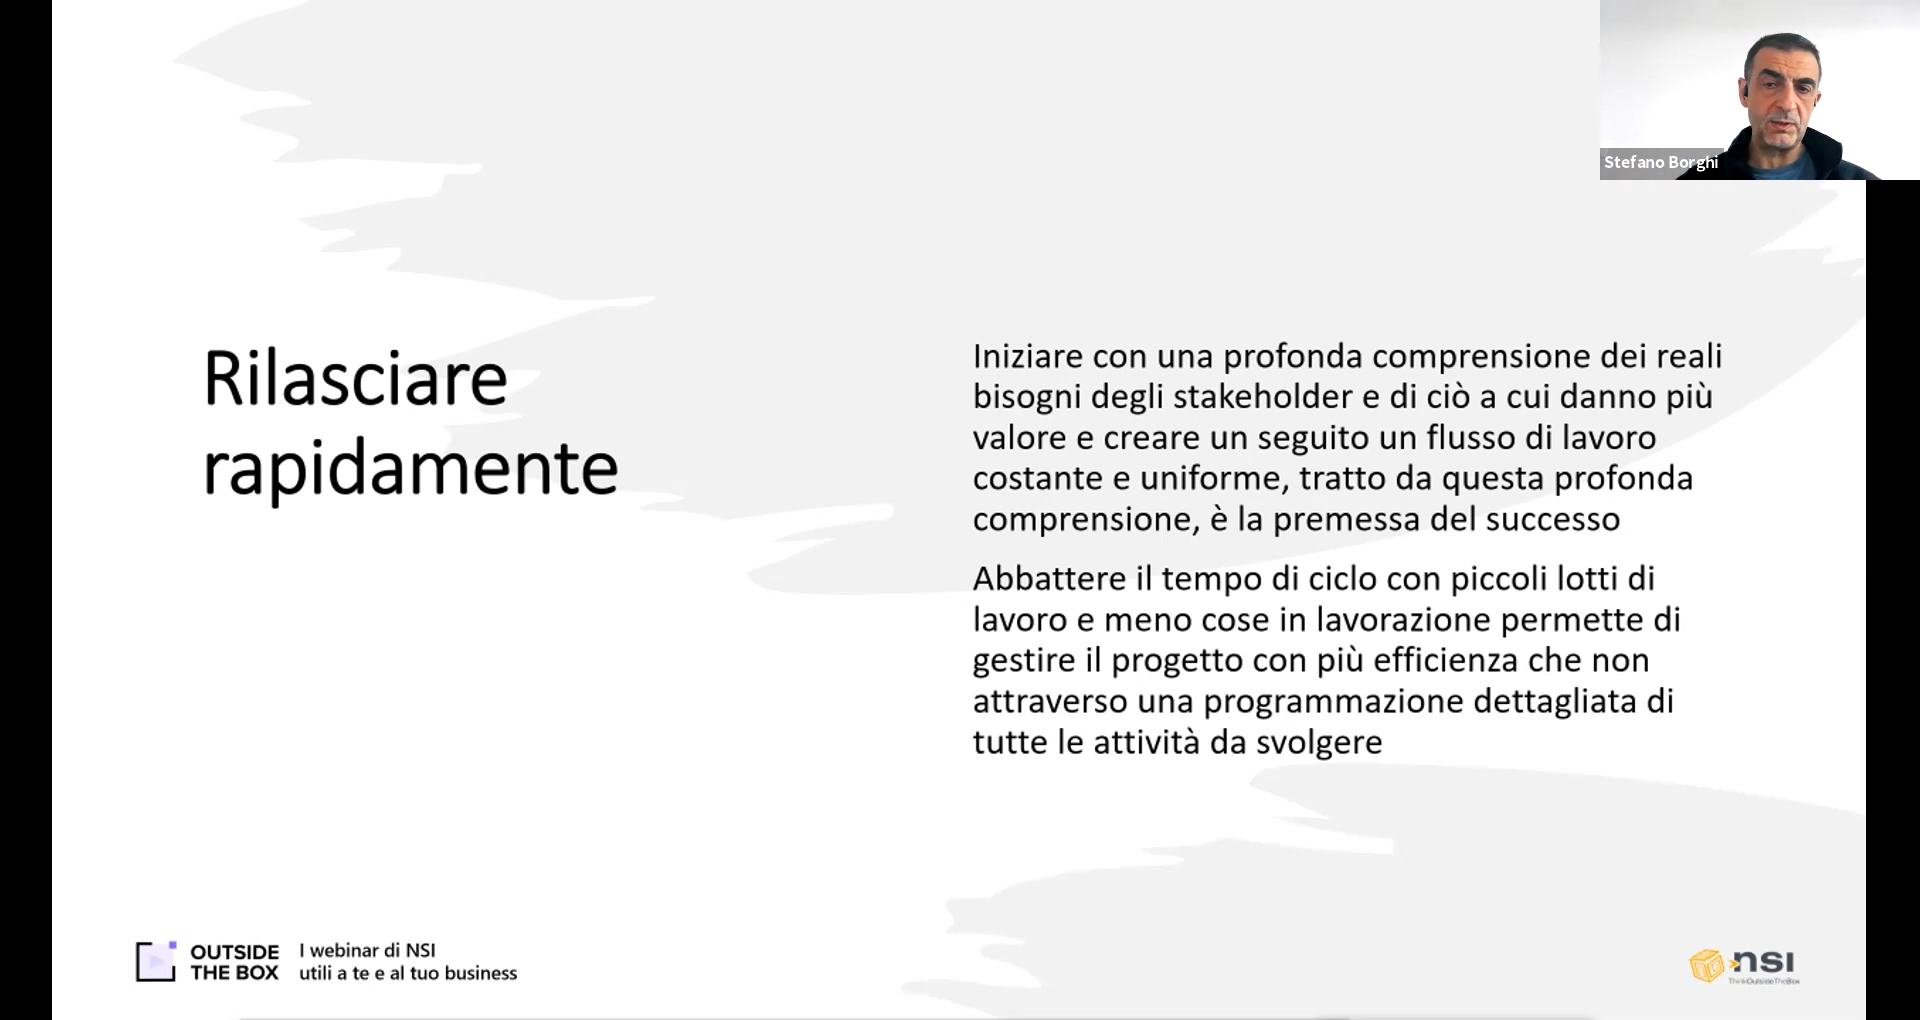 Stefano Borghi
Rilasciare
rapidamente
Iniziare con una profonda comprensione dei reali
bisogni degli stakeholder e di ciò a cui danno più
valore e creare un seguito un flusso di lavoro
costante e uniforme, tratto da questa profonda
comprensione, è la premessa del successo
Abbattere il tempo di ciclo con piccoli lotti di
lavoro e meno cose in lavorazione permette di
gestire il progetto con più efficienza che non
attraverso una programmazione dettagliata di
tutte le attività da svolgere
OUTSIDE
THE BOX
I webinar di NSI
utili a te e al tuo business
nsi
ThinkOutsideTheBox